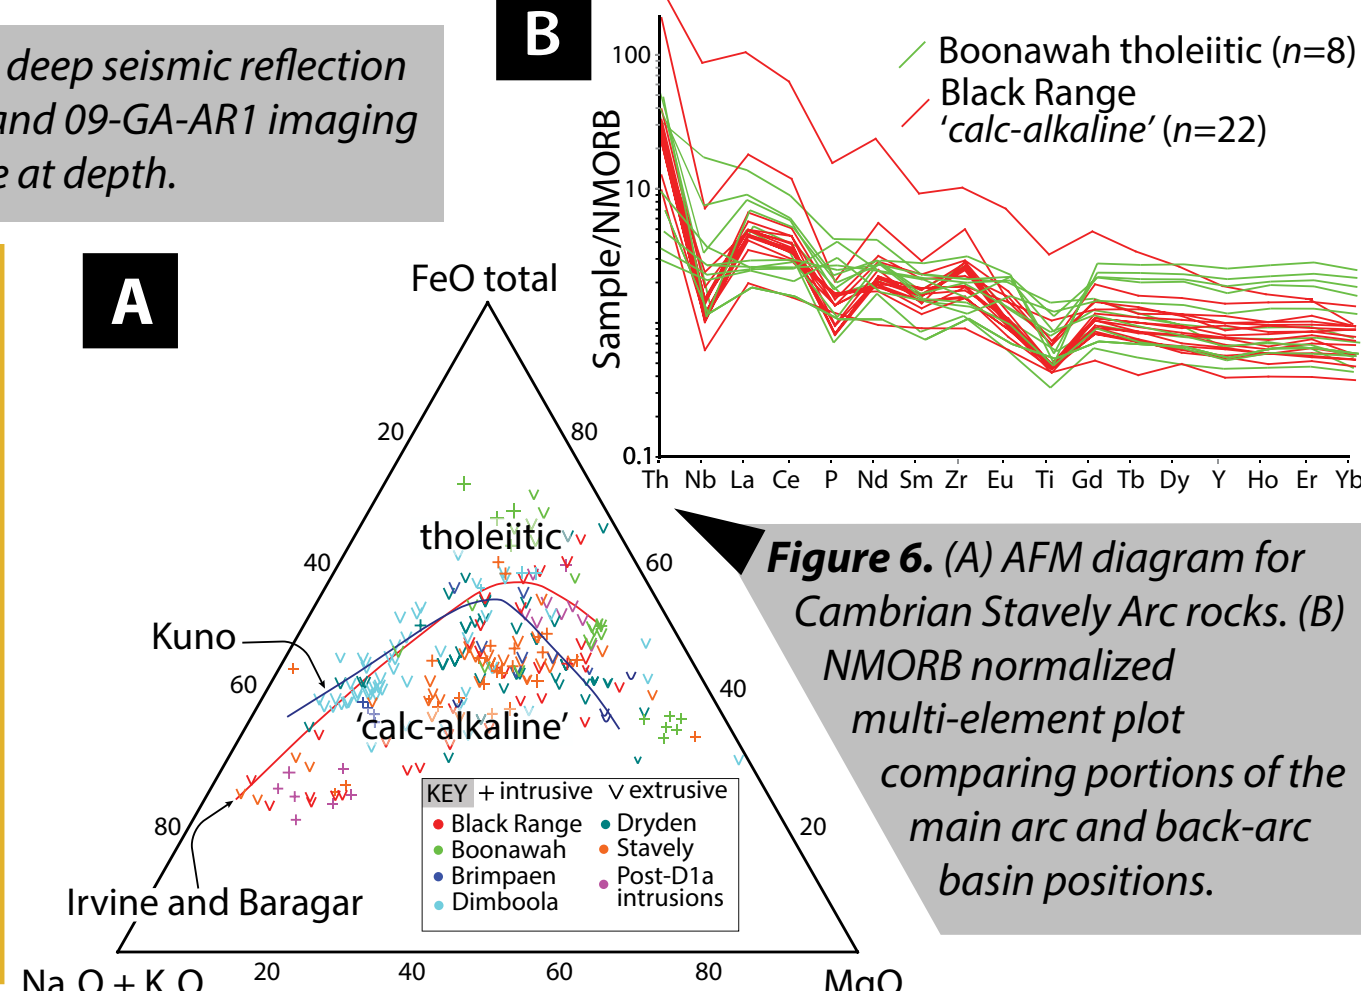 deep seismic reflection
and 09-GA-AR1 imaging
e at depth.
B
100
10
0.1
Sample/NMORB
Boonawah tholeiitic (n=8)
Black Range
‘calc-alkaline’ (n=22)
Th Nb La Ce P Nd Sm Zr Eu Ti Gd Tb Dy Y Ho Er Yb
A
FeO total
20
80
tholeiitic
40
60
Kuno
60
40
‘calc-alkaline’
KEY + intrusive v extrusive
Black Range
Boonawah
Brimpaen
Dimboola
Dryden
Stavely
Post-D1a
intrusions
80
20
Irvine and Baragar
Na2O + K2O
20
40
60
80
MgO
Figure 6. (A) AFM diagram for
Cambrian Stavely Arc rocks. (B)
NMORB normalized
multi-element plot
comparing portions of the
main arc and back-arc
basin positions.